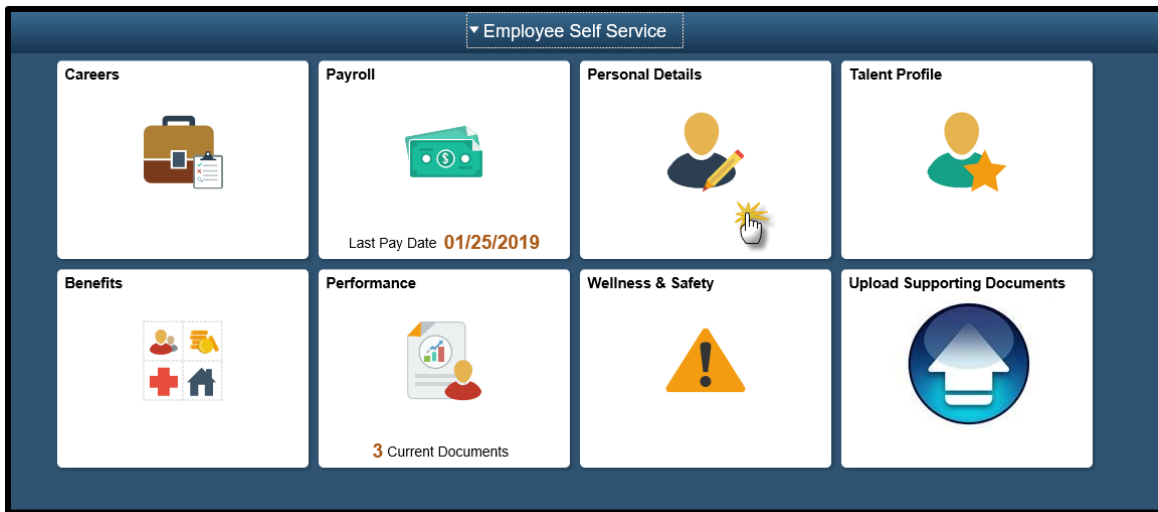 Employee Self Service
Careers
Payroll
Last Pay Date 01/25/2019
Personal Details
Talent Profile
Benefits
Performance
3 Current Documents
Wellness & Safety
Upload Supporting Documents